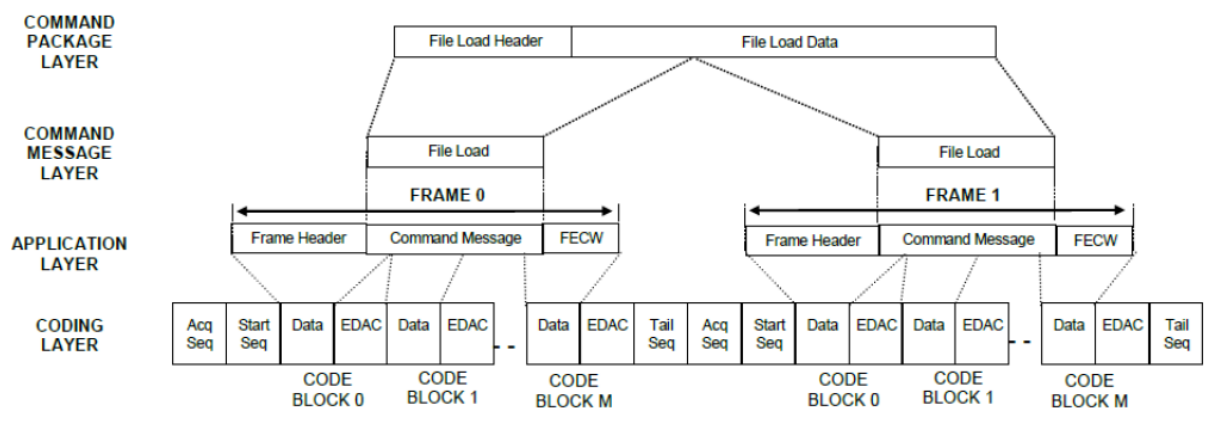 COMMAND
PACKAGE
LAYER
File Load Header
File Load Data
COMMAND
MESSAGE
LAYER
File Load
File Load
FRAME 0
FRAME 1
APPLICATION
LAYER
Frame Header
Command Message
FECW
Frame Header
Command Message
FECW
CODING
LAYER
Acq
Seq
Start
Seq
Data
EDAC
Data
EDAC
- -
Data
EDAC
Tail
Seq
Acq
Seq
Start
Seq
Data
EDAC
Data
EDAC
- -
Data
EDAC
Tail
Seq
CODE
BLOCK 0
CODE
BLOCK 1
CODE
BLOCK M
CODE
BLOCK 0
CODE
BLOCK 1
CODE
BLOCK M